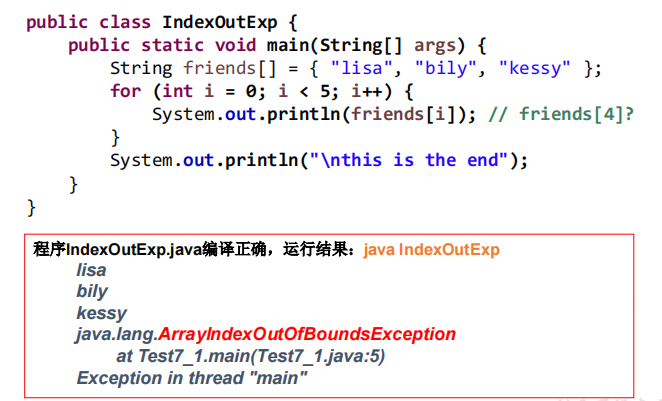 public class IndexOutExp {
public static void main(String[] args) {
String friends[] = { "lisa", "bily", "kessy" };
for (int i = 0; i < 5; i++) {
System.out.println(friends[i]); // friends[4]?
}
System.out.println("\nthis is the end");
}
}
程序IndexOutExp.java编译正确，运行结果：java IndexOutExp
lisa
bily
kessy
java.lang.ArrayIndexOutOfBoundsException
at Test7_1.main(Test7_1.java:5)
Exception in thread "main"